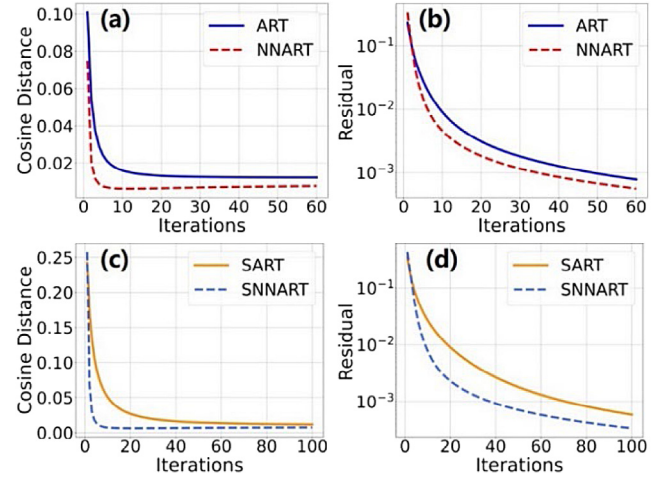 (a)
Cosine Distance
0.10
0.08
0.06
0.04
0.02
ART
NNART
0 10 20 30 40 50 60
Iterations
(b)
Residual
10⁻¹
10⁻²
10⁻³
ART
NNART
0 10 20 30 40 50 60
Iterations
(c)
Cosine Distance
0.25
0.20
0.15
0.10
0.05
0.00
SART
SNNART
0 20 40 60 80 100
Iterations
(d)
Residual
10⁻¹
10⁻²
10⁻³
SART
SNNART
0 20 40 60 80 100
Iterations